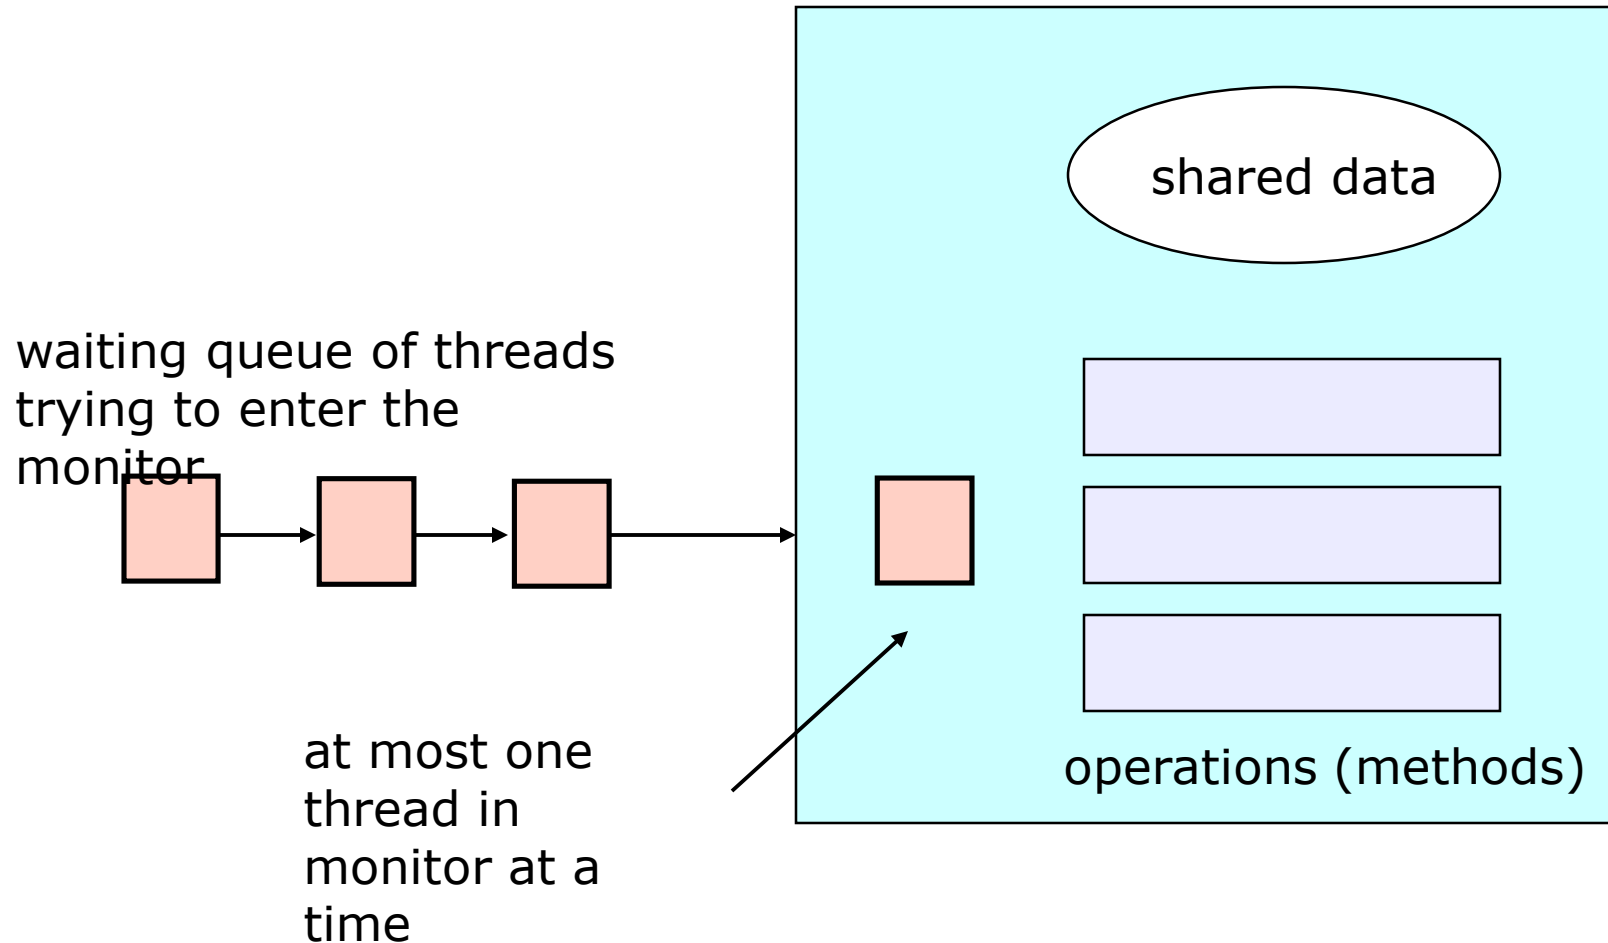 shared data
waiting queue of threads
trying to enter the
monitor
operations (methods)
at most one
thread in
monitor at a
time